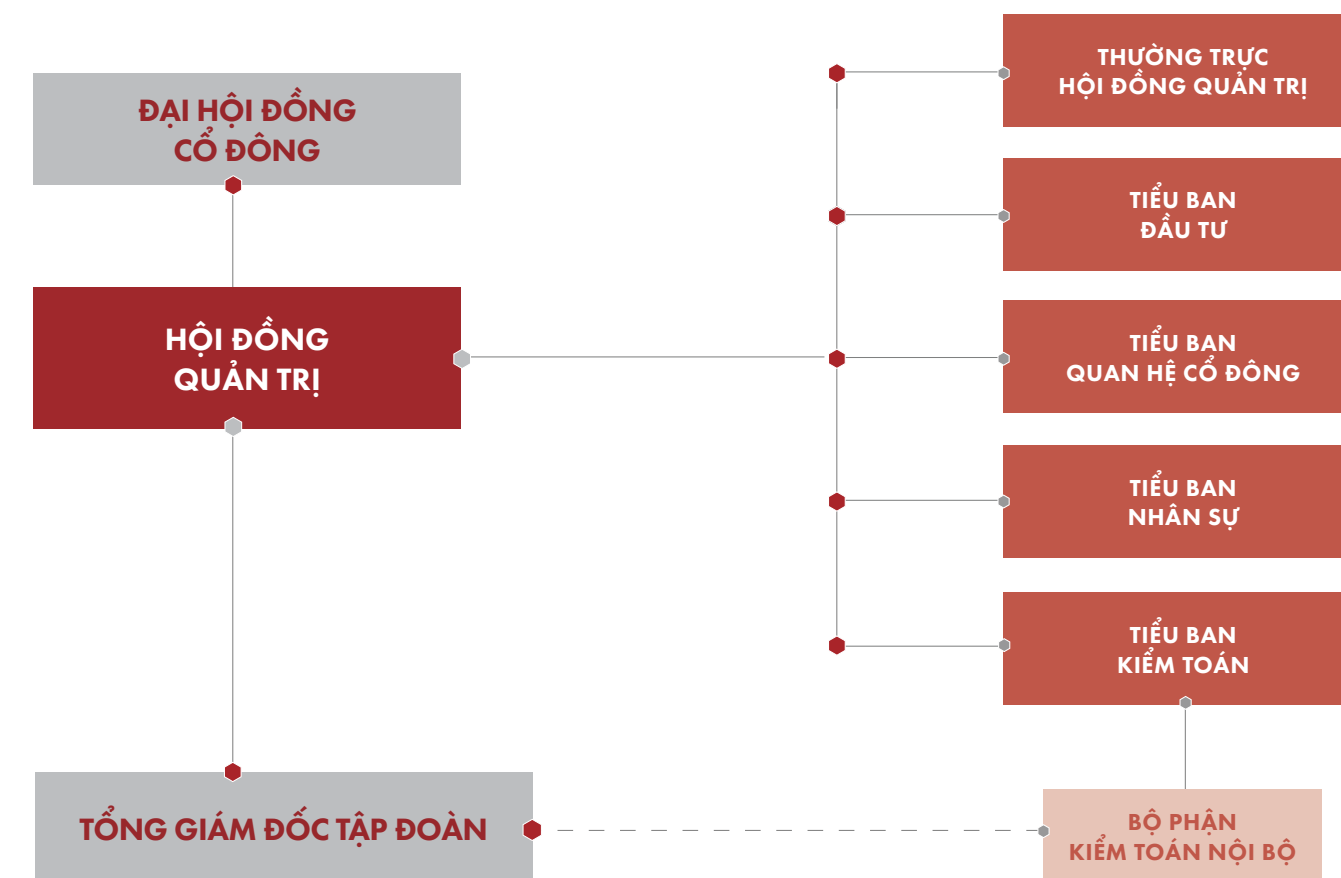 ĐẠI HỘI ĐỒNG
CỔ ĐÔNG
HỘI ĐỒNG
QUẢN TRỊ
TỔNG GIÁM ĐỐC TẬP ĐOÀN
THƯỜNG TRỰC
HỘI ĐỒNG QUẢN TRỊ
TIỂU BAN
ĐẦU TƯ
TIỂU BAN
QUAN HỆ CỔ ĐÔNG
TIỂU BAN
NHÂN SỰ
TIỂU BAN
KIỂM TOÁN
BỘ PHẬN
KIỂM TOÁN NỘI BỘ